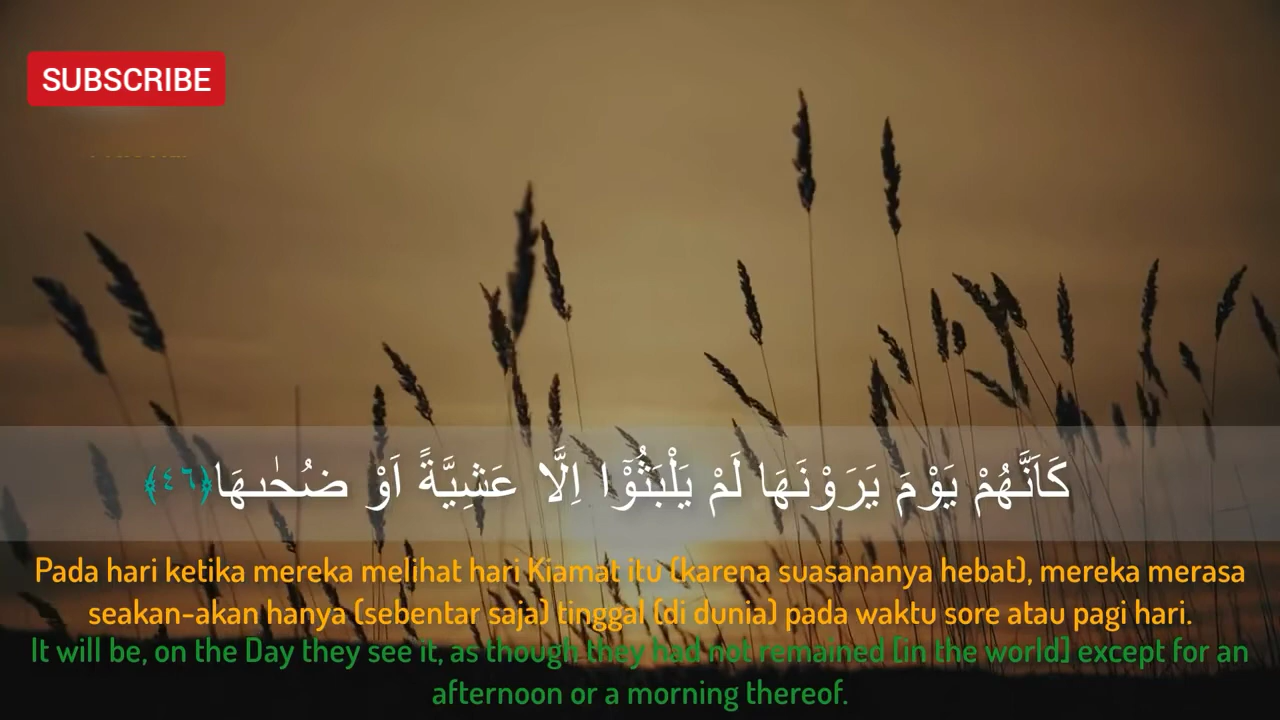 SUBSCRIBE
كَاَنَّهُمْ يَوْمَ يَرَوْنَهَا لَمْ يَلْبَثُوْٓا اِلَّا عَشِيَّةً اَوْ ضُحٰىهَا ﴿٤٦﴾
Pada hari ketika mereka melihat hari Kiamat itu (karena suasananya hebat), mereka merasa
seakan-akan hanya (sebentar saja) tinggal (di dunia) pada waktu sore atau pagi hari.
It will be, on the Day they see it, as though they had not remained [in the world] except for an
afternoon or a morning thereof.